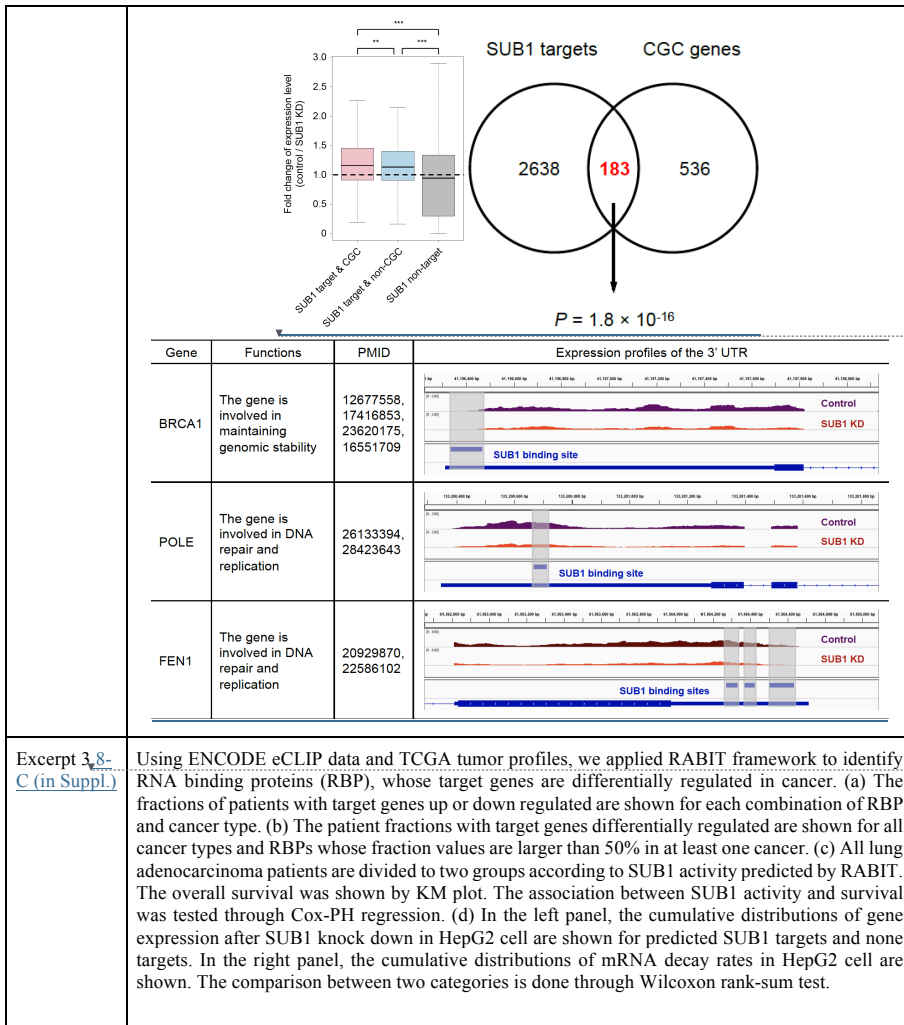 *** 
** ***
SUB1 targets CGC genes
Fold change of expression level
(control / SUB1 KD)
3.0
2.5
2.0
1.5
1.0
0.5
0
SUB1 target & CGC
SUB1 target & non-CGC
SUB1 non-target
2638 183 536
P = 1.8 × 10-16
Gene Functions PMID Expression profiles of the 3' UTR
BRCA1
The gene is
involved in
maintaining
genomic stability
12677558,
17416853,
23620175,
16551709
Control
SUB1 KD
SUB1 binding site
POLE
The gene is
involved in DNA
repair and
replication
26133394,
28423643
Control
SUB1 KD
SUB1 binding site
FEN1
The gene is
involved in DNA
repair and
replication
20929870,
22586102
Control
SUB1 KD
SUB1 binding sites
Excerpt 3.8-
C (in Suppl.)
Using ENCODE eCLIP data and TCGA tumor profiles, we applied RABIT framework to identify
RNA binding proteins (RBP), whose target genes are differentially regulated in cancer. (a) The
fractions of patients with target genes up or down regulated are shown for each combination of RBP
and cancer type. (b) The patient fractions with target genes differentially regulated are shown for all
cancer types and RBPs whose fraction values are larger than 50% in at least one cancer. (c) All lung
adenocarcinoma patients are divided to two groups according to SUB1 activity predicted by RABIT.
The overall survival was shown by KM plot. The association between SUB1 activity and survival
was tested through Cox-PH regression. (d) In the left panel, the cumulative distributions of gene
expression after SUB1 knock down in HepG2 cell are shown for predicted SUB1 targets and none
targets. In the right panel, the cumulative distributions of mRNA decay rates in HepG2 cell are
shown. The comparison between two categories is done through Wilcoxon rank-sum test.